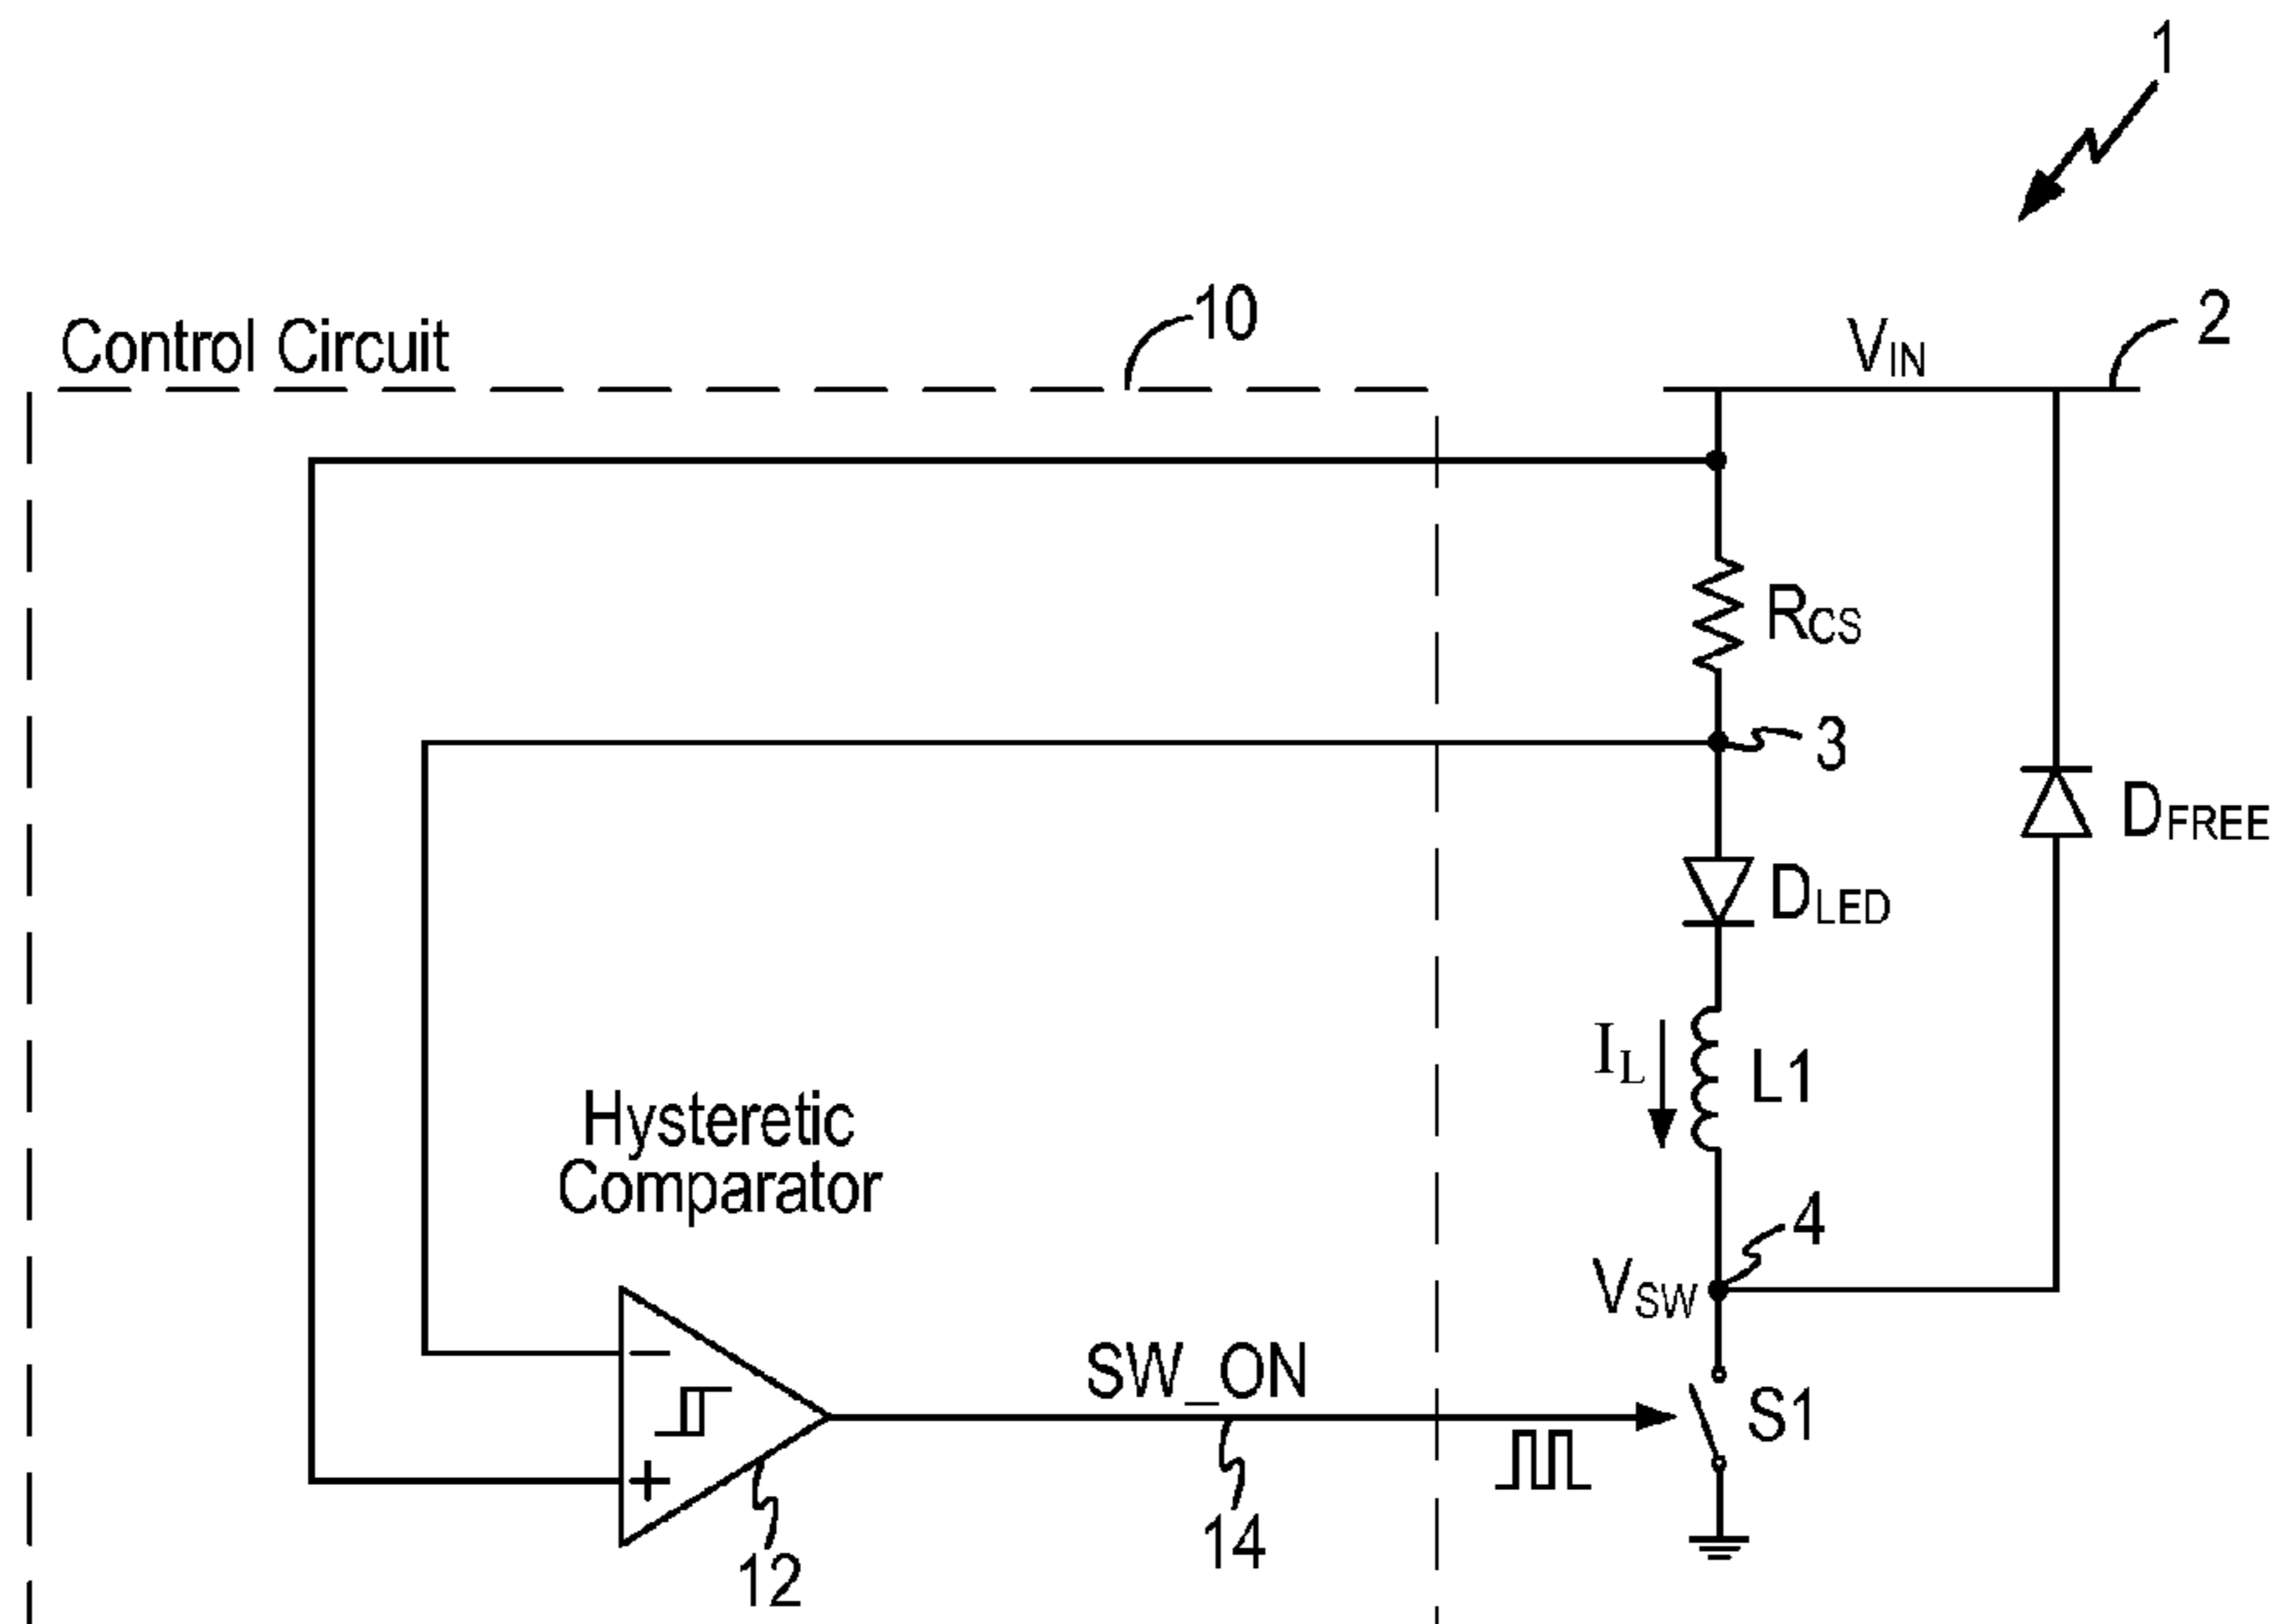 1
Control Circuit
10
VIN
2
RCS
3
DFREE
DLED
IL
L1
Hysteretic
Comparator
4
VSW
−
SW_ON
S1
+
14
12